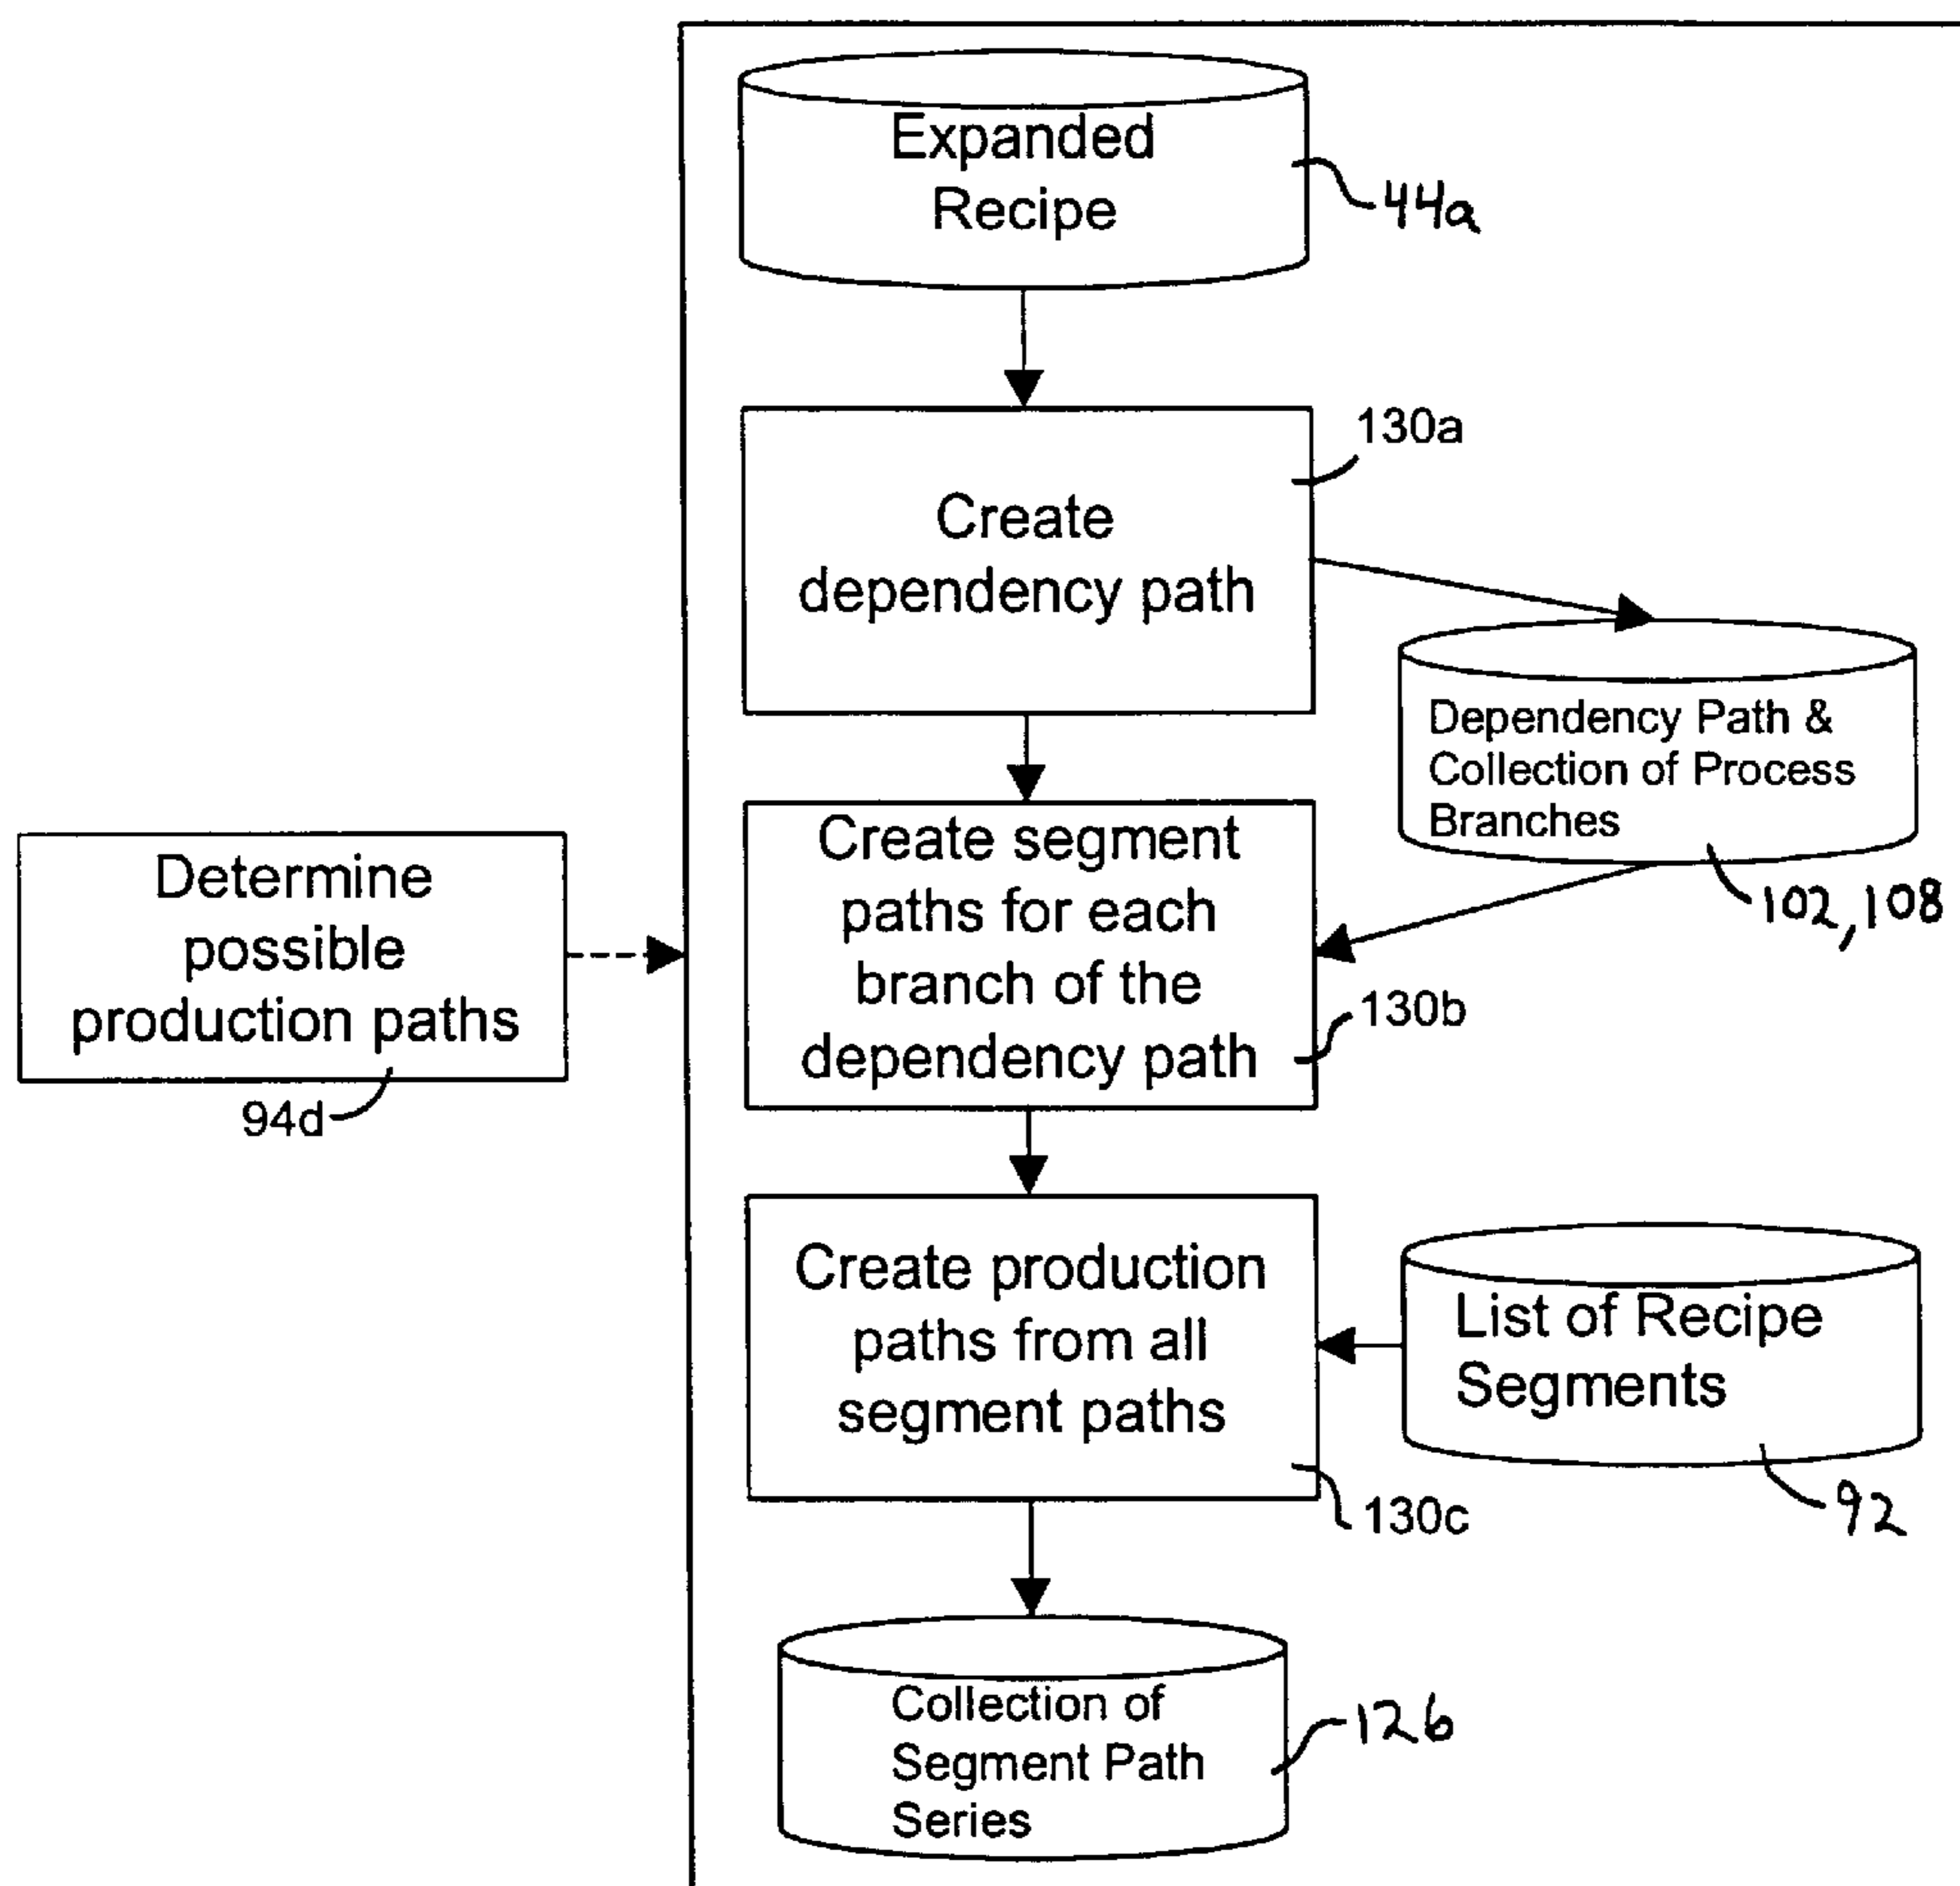 Expanded
Recipe
44a
130a
Create
dependency path
Dependency Path &
Collection of Process
Branches
102, 108
Determine
possible
production paths
94d
Create segment
paths for each
branch of the
dependency path
130b
Create production
paths from all
segment paths
130c
List of Recipe
Segments
92
Collection of
Segment Path
Series
126